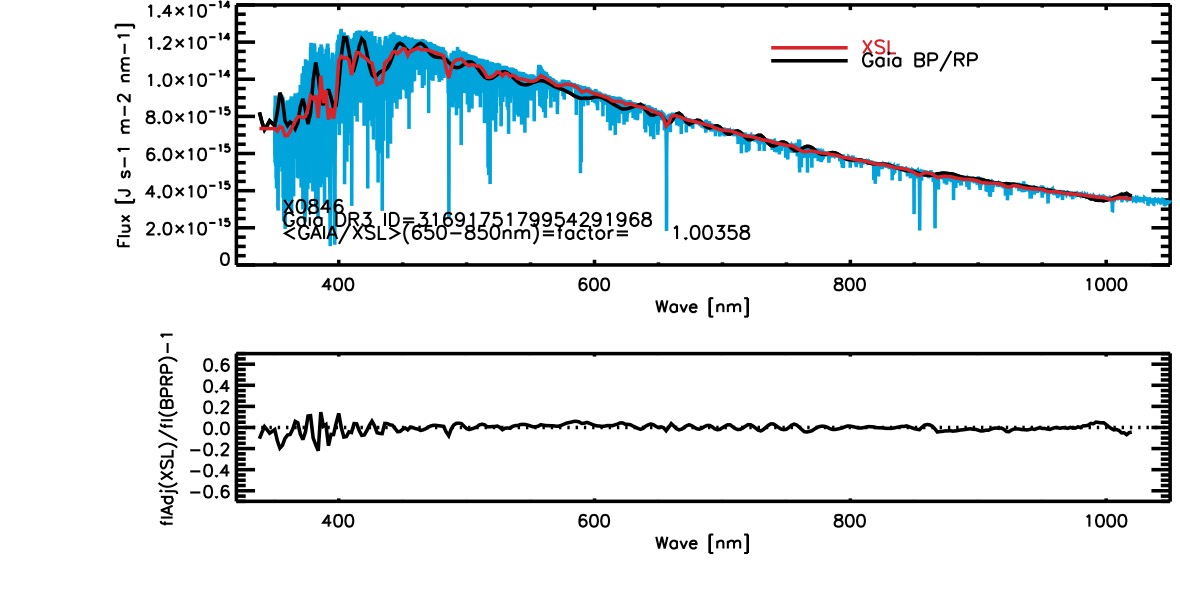 1.4×10⁻¹⁴
1.2×10⁻¹⁴
1.0×10⁻¹⁴
8.0×10⁻¹⁵
6.0×10⁻¹⁵
4.0×10⁻¹⁵
2.0×10⁻¹⁵
0
Flux [J s−1 m−2 nm−1]
XSL
Gaia BP/RP
X0846
Gaia DR3 ID=3169175179954291968
<GAIA/XSL>(650−850nm)=factor= 1.00358
400 600 800 1000
Wave [nm]
0.6
0.4
0.2
0.0
−0.2
−0.4
−0.6
flAdj(XSL)/fl(BPRP)−1
400 600 800 1000
Wave [nm]